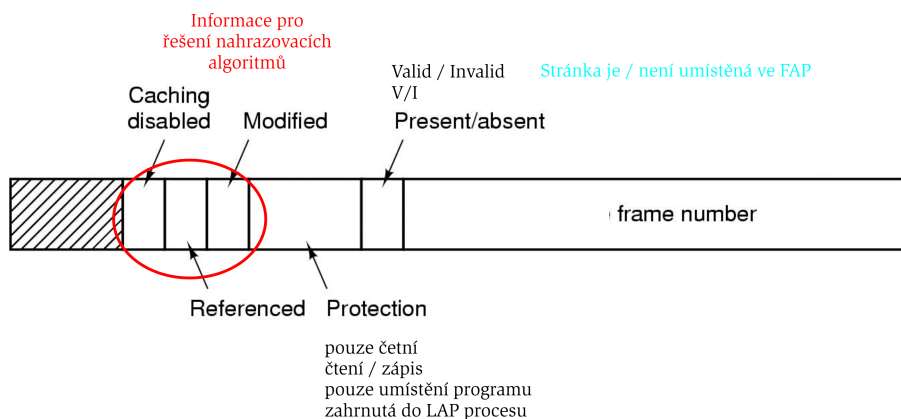 Informace pro
řešení nahrazovacích
algoritmů
Valid / Invalid
V/I
Stránka je / není umístěná ve FAP
Caching
disabled
Modified
Present/absent
frame number
Referenced
Protection
pouze četní
čtení / zápis
pouze umístění programu
zahrnutá do LAP procesu